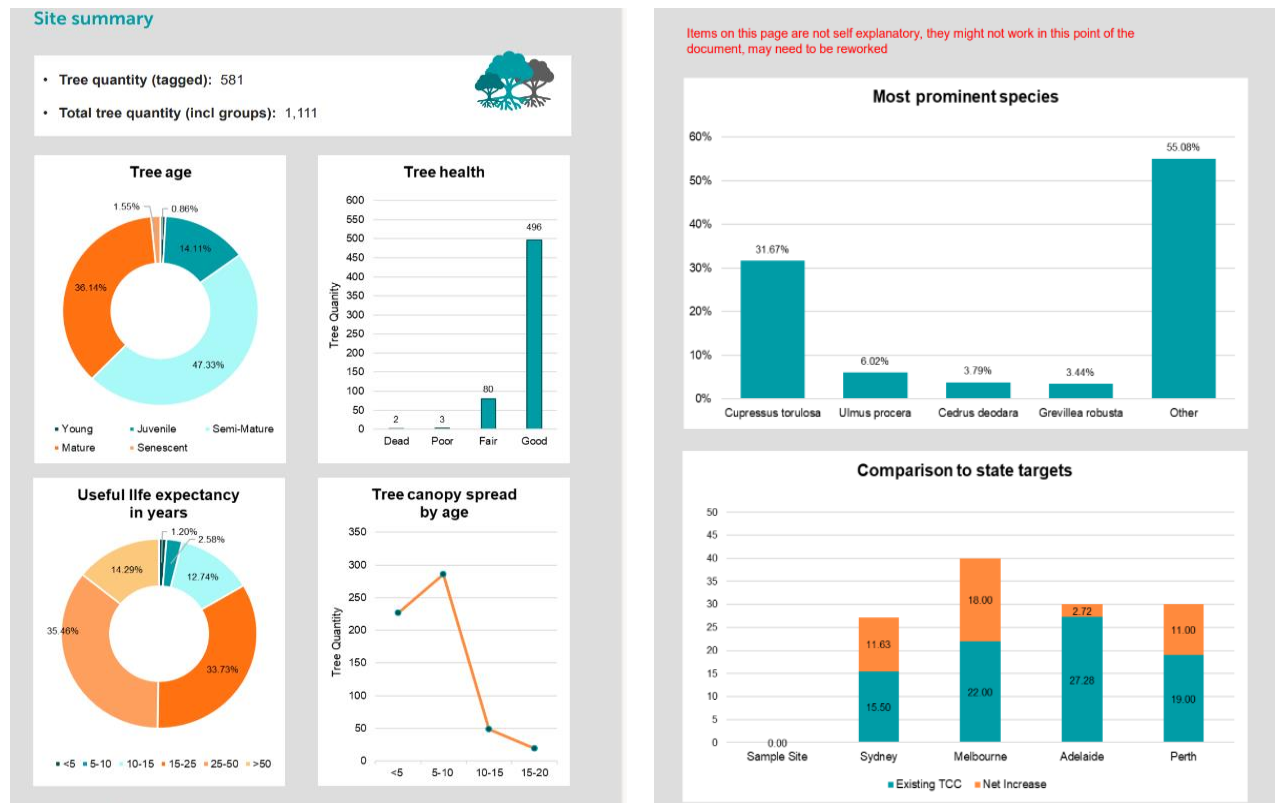 Site summary
• Tree quantity (tagged): 581
• Total tree quantity (incl groups): 1,111
Tree age
1.55%
0.86%
14.11%
36.14%
47.33%
Young
Juvenile
Semi-Mature
Mature
Senescent
Tree health
Tree Quanity
600
550
500
450
400
350
300
250
200
150
100
50
0
2
3
80
496
Dead
Poor
Fair
Good
Useful lIfe expectancy
in years
1.20%
2.58%
12.74%
14.29%
35.46%
33.73%
<5
5-10
10-15
15-25
25-50
>50
Tree canopy spread
by age
Tree Quantity
350
300
250
200
150
100
50
0
<5
5-10
10-15
15-20
Items on this page are not self explanatory, they might not work in this point of the
document, may need to be reworked
Most prominent species
60%
50%
40%
30%
20%
10%
0%
31.67%
6.02%
3.79%
3.44%
55.08%
Cupressus torulosa
Ulmus procera
Cedrus deodara
Grevillea robusta
Other
Comparison to state targets
50
45
40
35
30
25
20
15
10
5
0
0.00
11.63
15.50
18.00
22.00
2.72
27.28
11.00
19.00
Sample Site
Sydney
Melbourne
Adelaide
Perth
Existing TCC
Net Increase